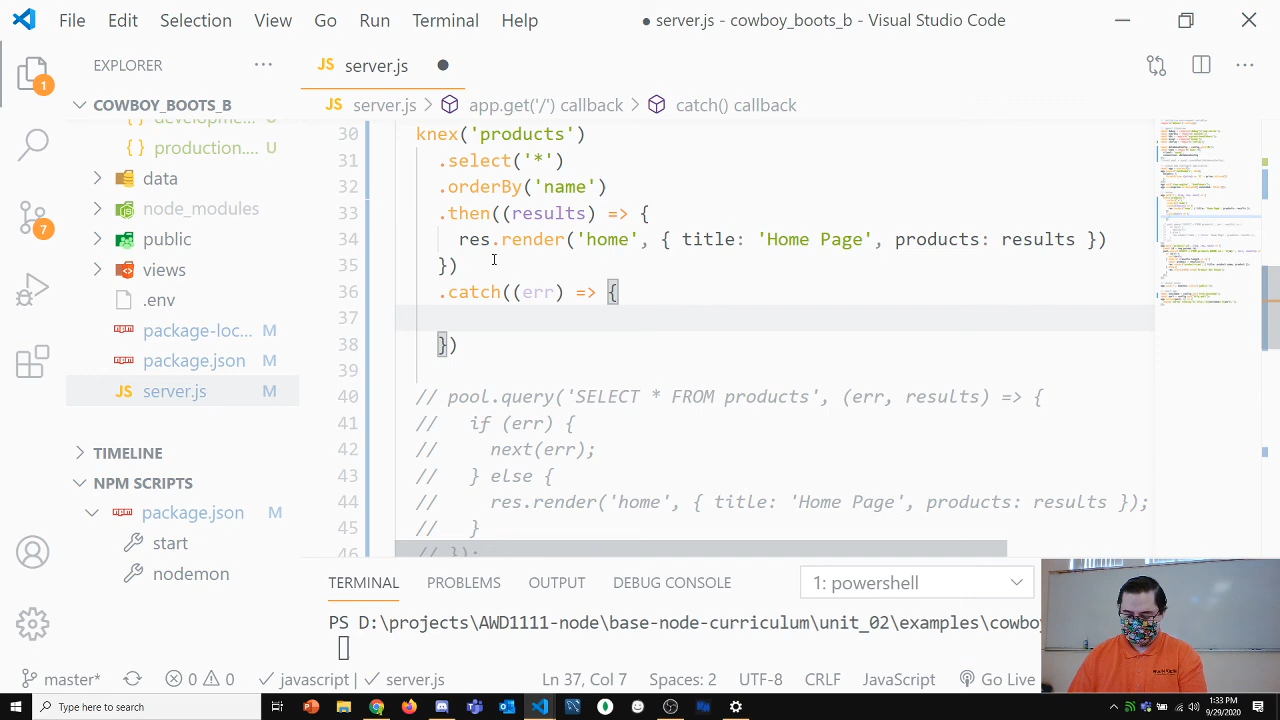 File Edit Selection View Go Run Terminal Help ● server.js - cowboy_boots_b - Visual Studio Code
EXPLORER ···
JS server.js ●
COWBOY_BOOTS_B
JS server.js > app.get('/') callback > catch() callback
developme... U
{} production.... U
data
node_modules
public
views
.env
package-loc... M
package.json M
JS server.js M
TIMELINE
NPM SCRIPTS
package.json M
start
nodemon
30 knex('products')
31 .select('*')
32 .orderBy('name')
33 .then((results) =>
res.render('home { title: 'Home Page', products: results })
})
.catch (err) => {
37
38 })
39
40 // pool.query('SELECT * FROM products', (err, results) => {
41 // if (err) {
42 // next(err);
43 // } else {
44 // res.render('home', { title: 'Home Page', products: results });
45 // }
46 // });
TERMINAL PROBLEMS OUTPUT DEBUG CONSOLE 1: powershell
PS D:\projects\AWD1111-node\base-node-curriculum\unit_02\examples\cowbo
master* 0 0 javascript | server.js Ln 37, Col 7 Spaces: 2 UTF-8 CRLF JavaScript Go Live
Type here to search
1:33 PM
9/29/2020
1
7